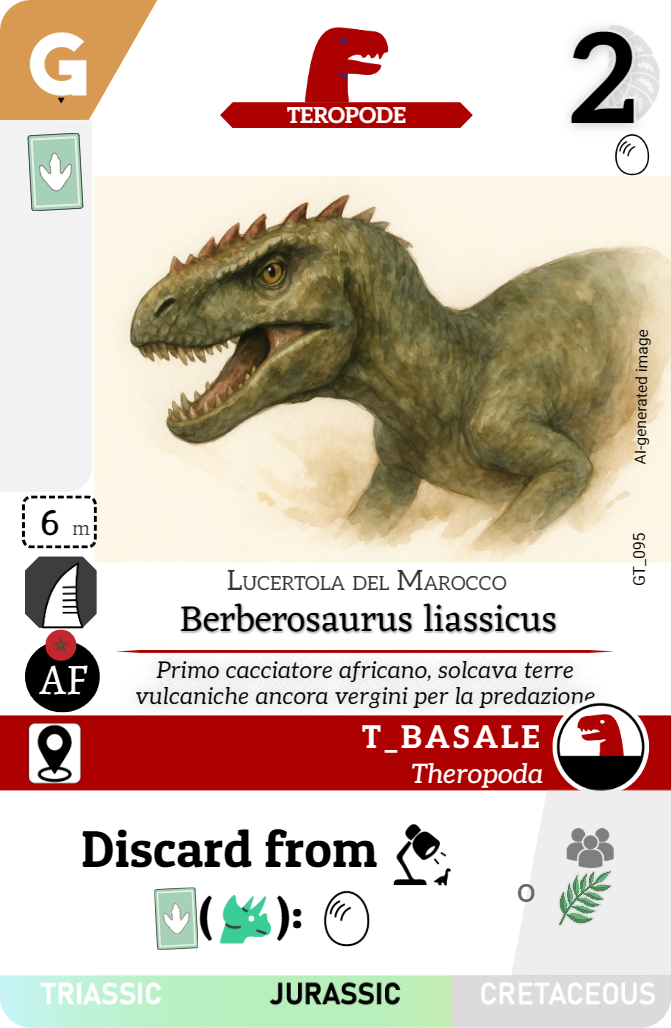 G
TEROPODE
2
AI-generated image
GT_095
6 m
AF
Lucertola del Marocco
Berberosaurus liassicus
Primo cacciatore africano, solcava terre
vulcaniche ancora vergini per la predazione
T_BASALE
Theropoda
Discard from
( ):
o
TRIASSIC JURASSIC CRETACEOUS